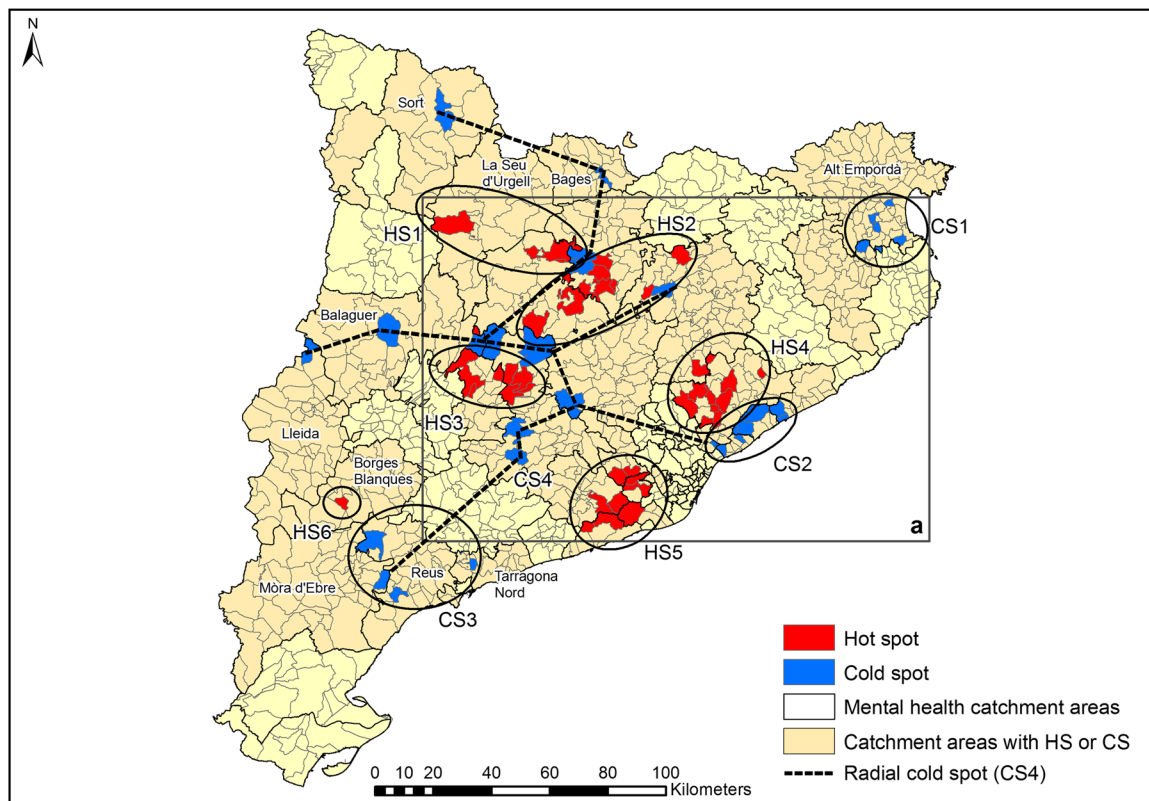 N
Sort
La Seu
d'Urgell
Bages
Alt Empordà
HS1
HS2
CS1
Balaguer
HS4
HS3
Lleida
CS2
Borges
Blanques
CS4
HS6
HS5
a
Reus
Tarragona
Nord
Mòra d'Ebre
CS3
Hot spot
Cold spot
Mental health catchment areas
Catchment areas with HS or CS
Radial cold spot (CS4)
0 10 20 40 60 80 100
Kilometers